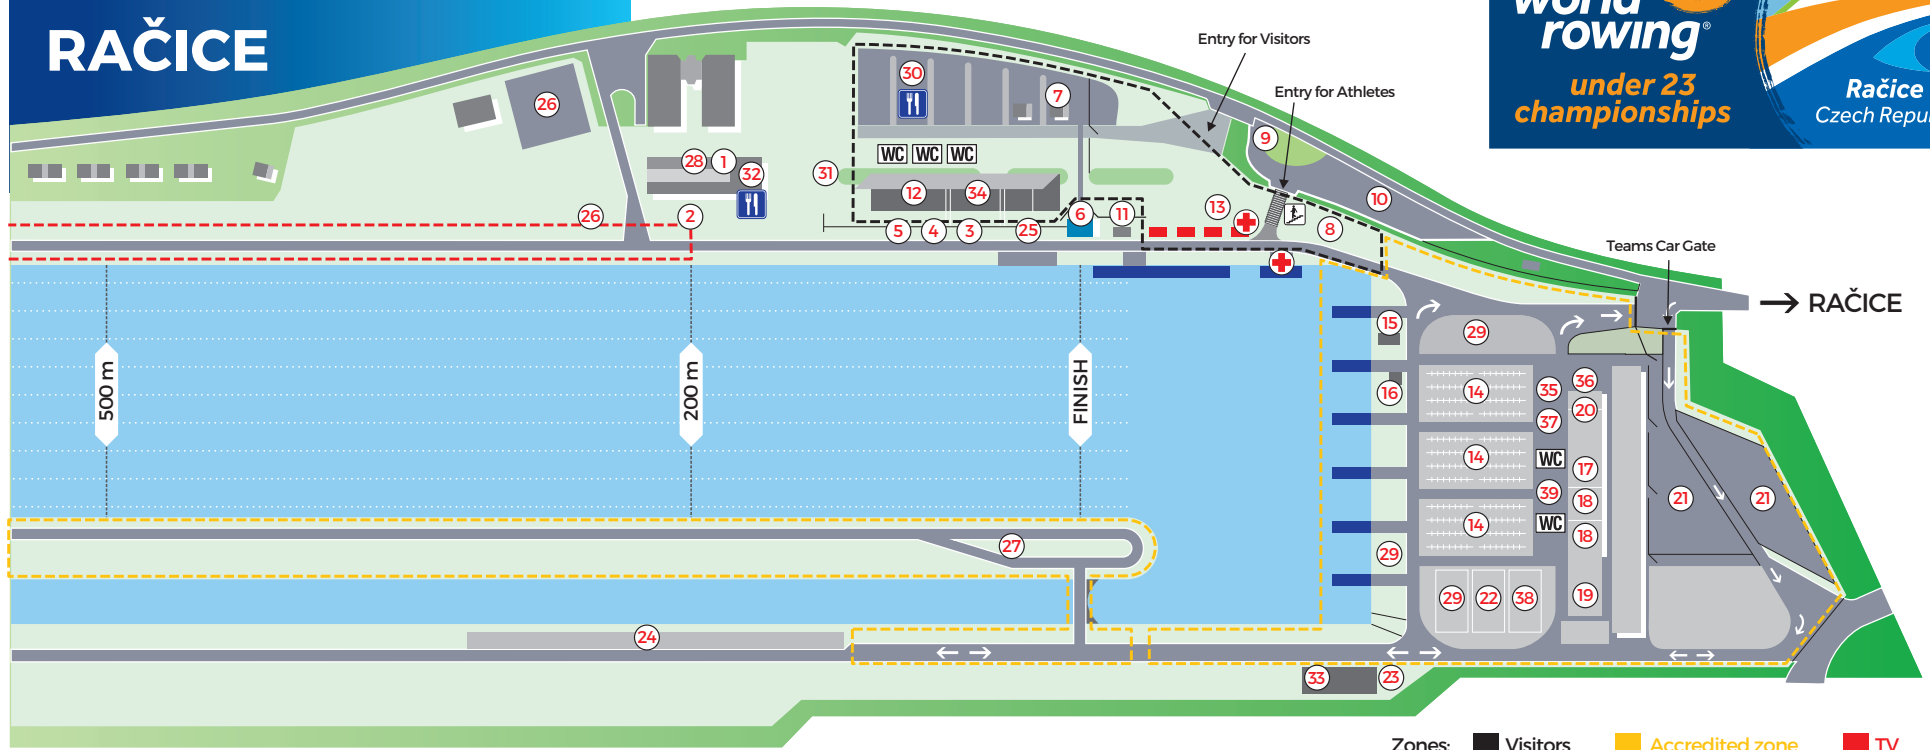 RAČICE
world
rowing®
under 23
championships
Račice
Czech Repu
Entry for Visitors
Entry for Athletes
Teams Car Gate
→ RAČICE
30
7
26
9
WC WC WC
28 1
32
31
12
34
10
26
2
5 4 3 25
6
11
13
8
500 m
200 m
FINISH
15
29
16
14
35
36
20
37
14
WC
17
39
18
21
21
14
WC
18
27
29
29 22 38
19
24
33
23
Zones: Visitors Accredited zone TV